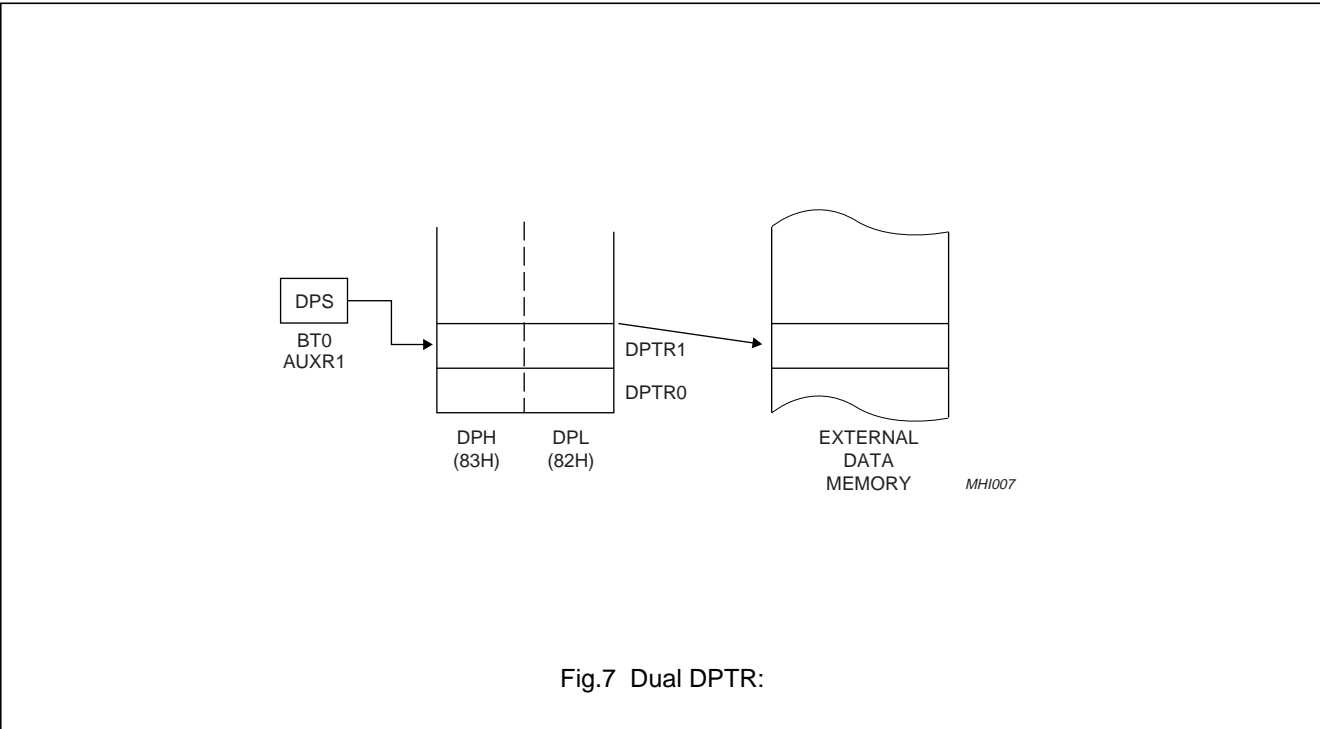 DPS
BT0
AUXR1
DPTR1
DPTR0
DPH
(83H)
DPL
(82H)
EXTERNAL
DATA
MEMORY
MHI007
Fig.7 Dual DPTR: